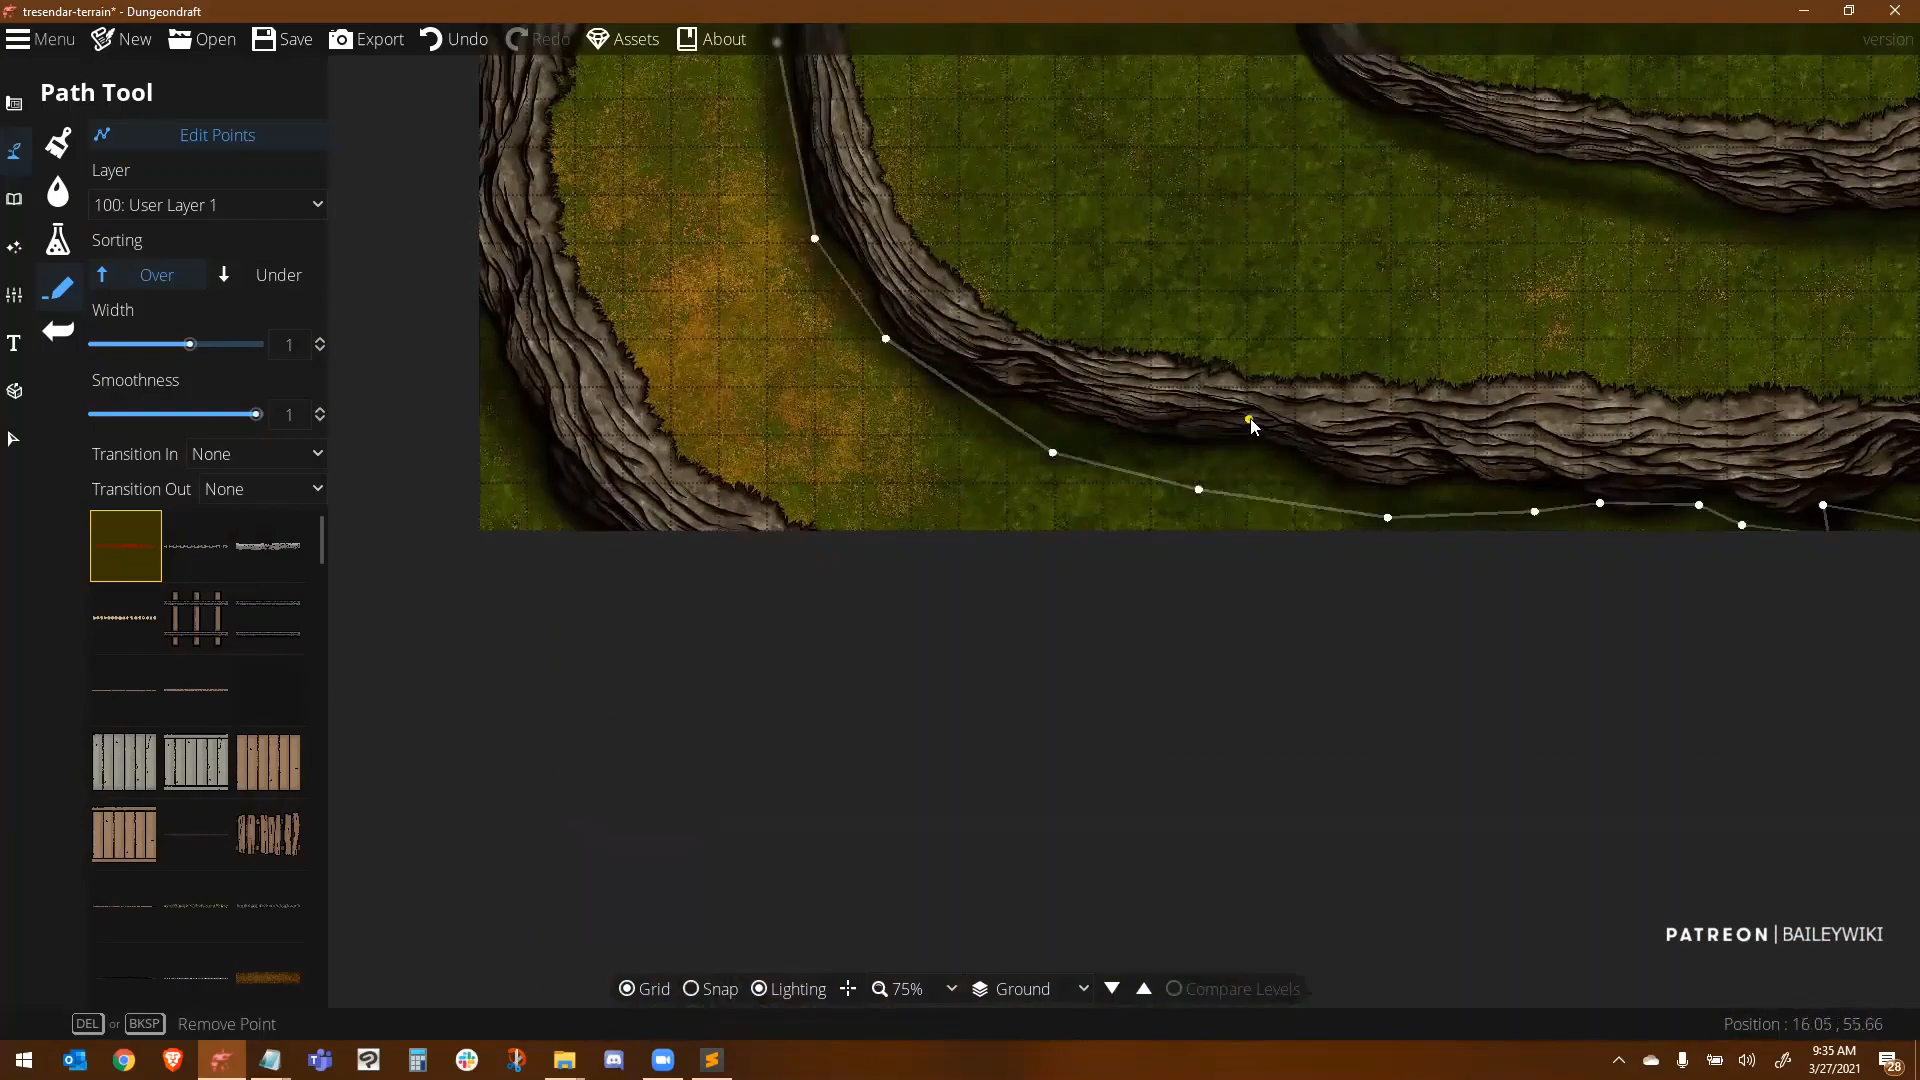 tresendar-terrain* - Dungeondraft
Menu New Open Save Export Undo Redo Assets About version
Path Tool
Edit Points
Layer
100: User Layer 1
Sorting
Over Under
Width
1
Smoothness
1
Transition In None
Transition Out None
PATREON | BAILEYWIKI
Grid Snap Lighting 75% Ground Compare Levels
DEL or BKSP Remove Point
Position : 16.05 , 55.66
9:35 AM
3/27/2021
28